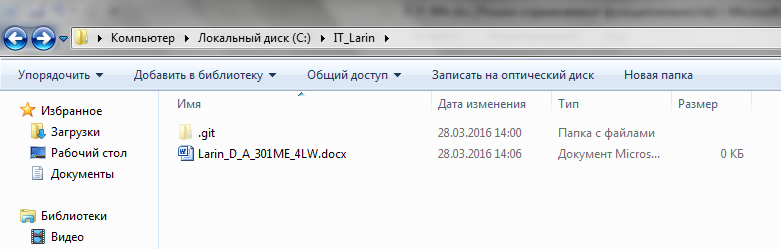 Компьютер Локальный диск (C:) IT_Larin
Упорядочить Добавить в библиотеку Общий доступ Записать на оптический диск Новая папка
Избранное
Загрузки
Рабочий стол
Документы
Библиотеки
Видео
Имя Дата изменения Тип Размер
.git 28.03.2016 14:00 Папка с файлами
Larin_D_A_301ME_4LW.docx 28.03.2016 14:06 Документ Micros... 0 КБ